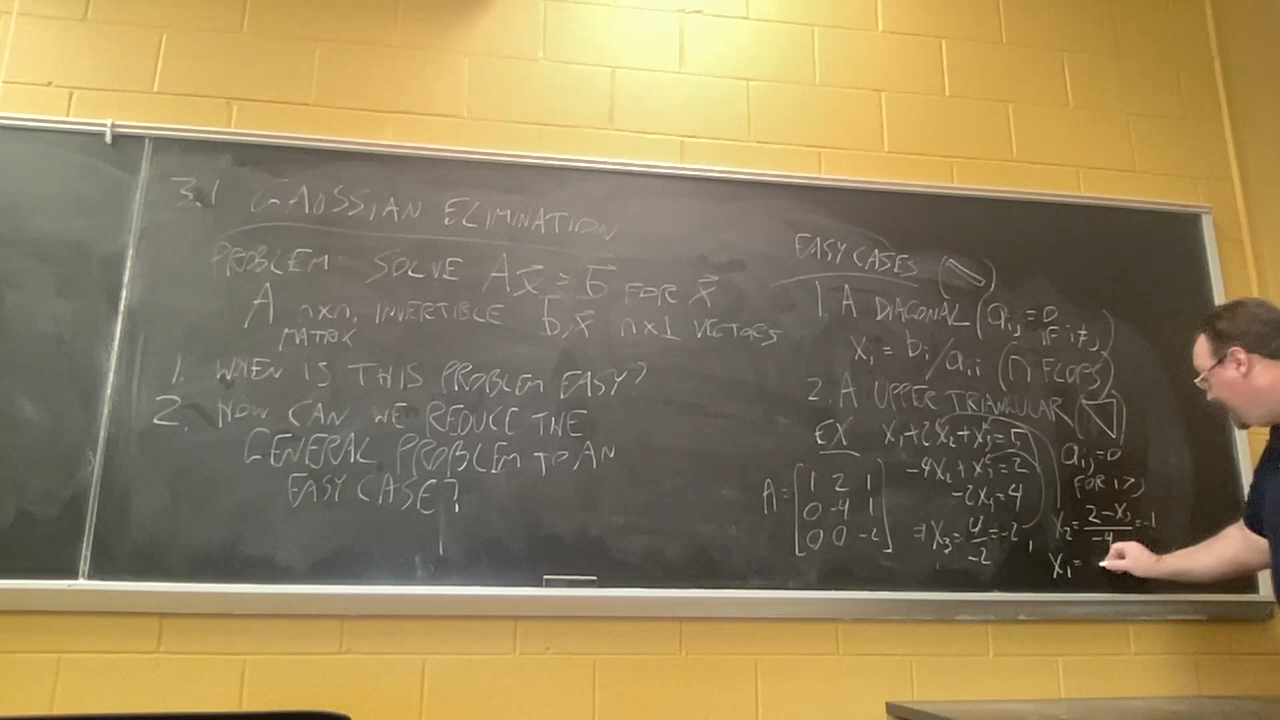 3.1 GAUSSIAN ELIMINATION
PROBLEM: SOLVE Ax⃗ = b⃗ FOR x⃗
A n×n, INVERTIBLE b⃗, x⃗ n×1 VECTORS
MATRIX
1. WHEN IS THIS PROBLEM EASY?
2. HOW CAN WE REDUCE THE
GENERAL PROBLEM TO AN
EASY CASE?
EASY CASES
1. A DIAGONAL (aij = 0
if i≠j)
xi = bi/aii (n FLOPS)
2. A UPPER TRIANGULAR
aij = 0
FOR i>j
EX x1+2x2+x3=5
-4x2+x3=2
-2x3=4
A = [1 2 1
0 -4 1
0 0 -2]
⇒ x3 = 4/-2 = -2,
x2 = (2-x3)/-4 = -1
x1 =